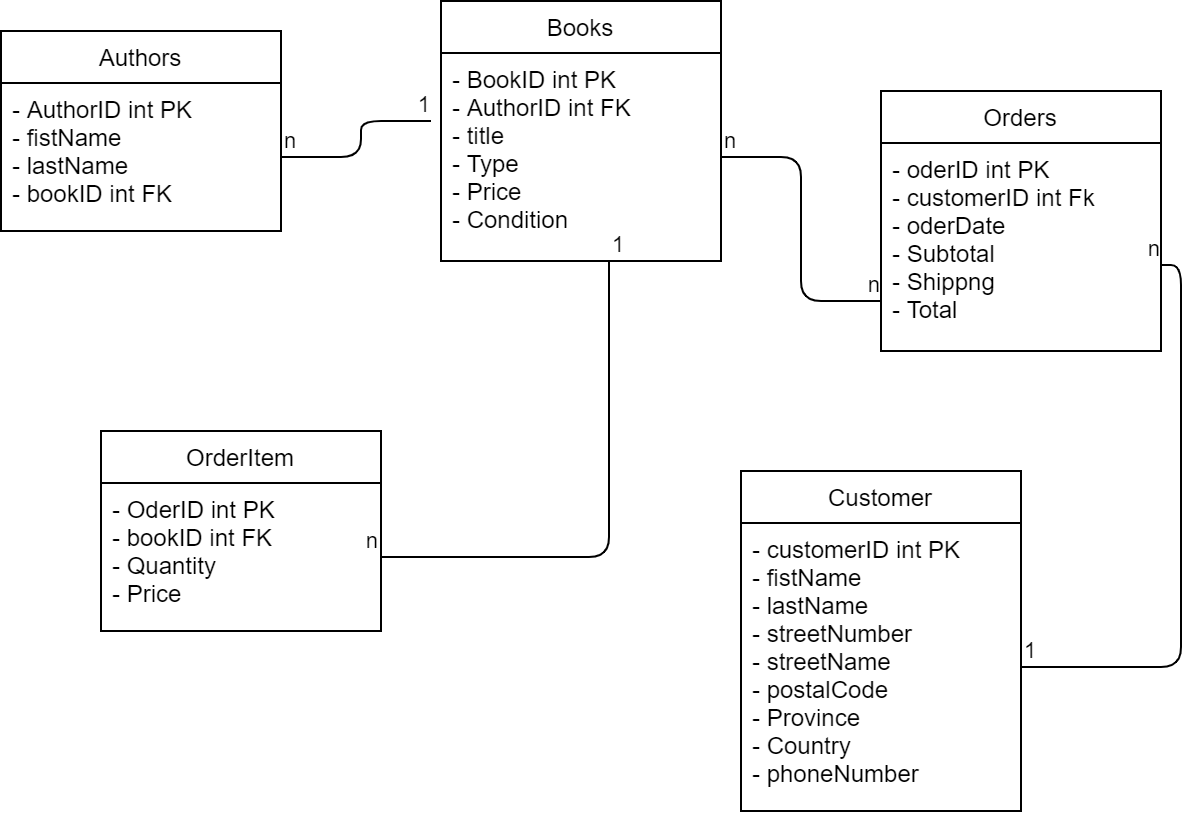 Authors
- AuthorID int PK
- fistName
- lastName
- bookID int FK
n
1
Books
- BookID int PK
- AuthorID int FK
- title
- Type
- Price
- Condition
1
n
n
Orders
- oderID int PK
- customerID int Fk
- oderDate
- Subtotal
- Shippng
- Total
n
OrderItem
- OderID int PK
- bookID int FK
- Quantity
- Price
n
Customer
- customerID int PK
- fistName
- lastName
- streetNumber
- streetName
- postalCode
- Province
- Country
- phoneNumber
1